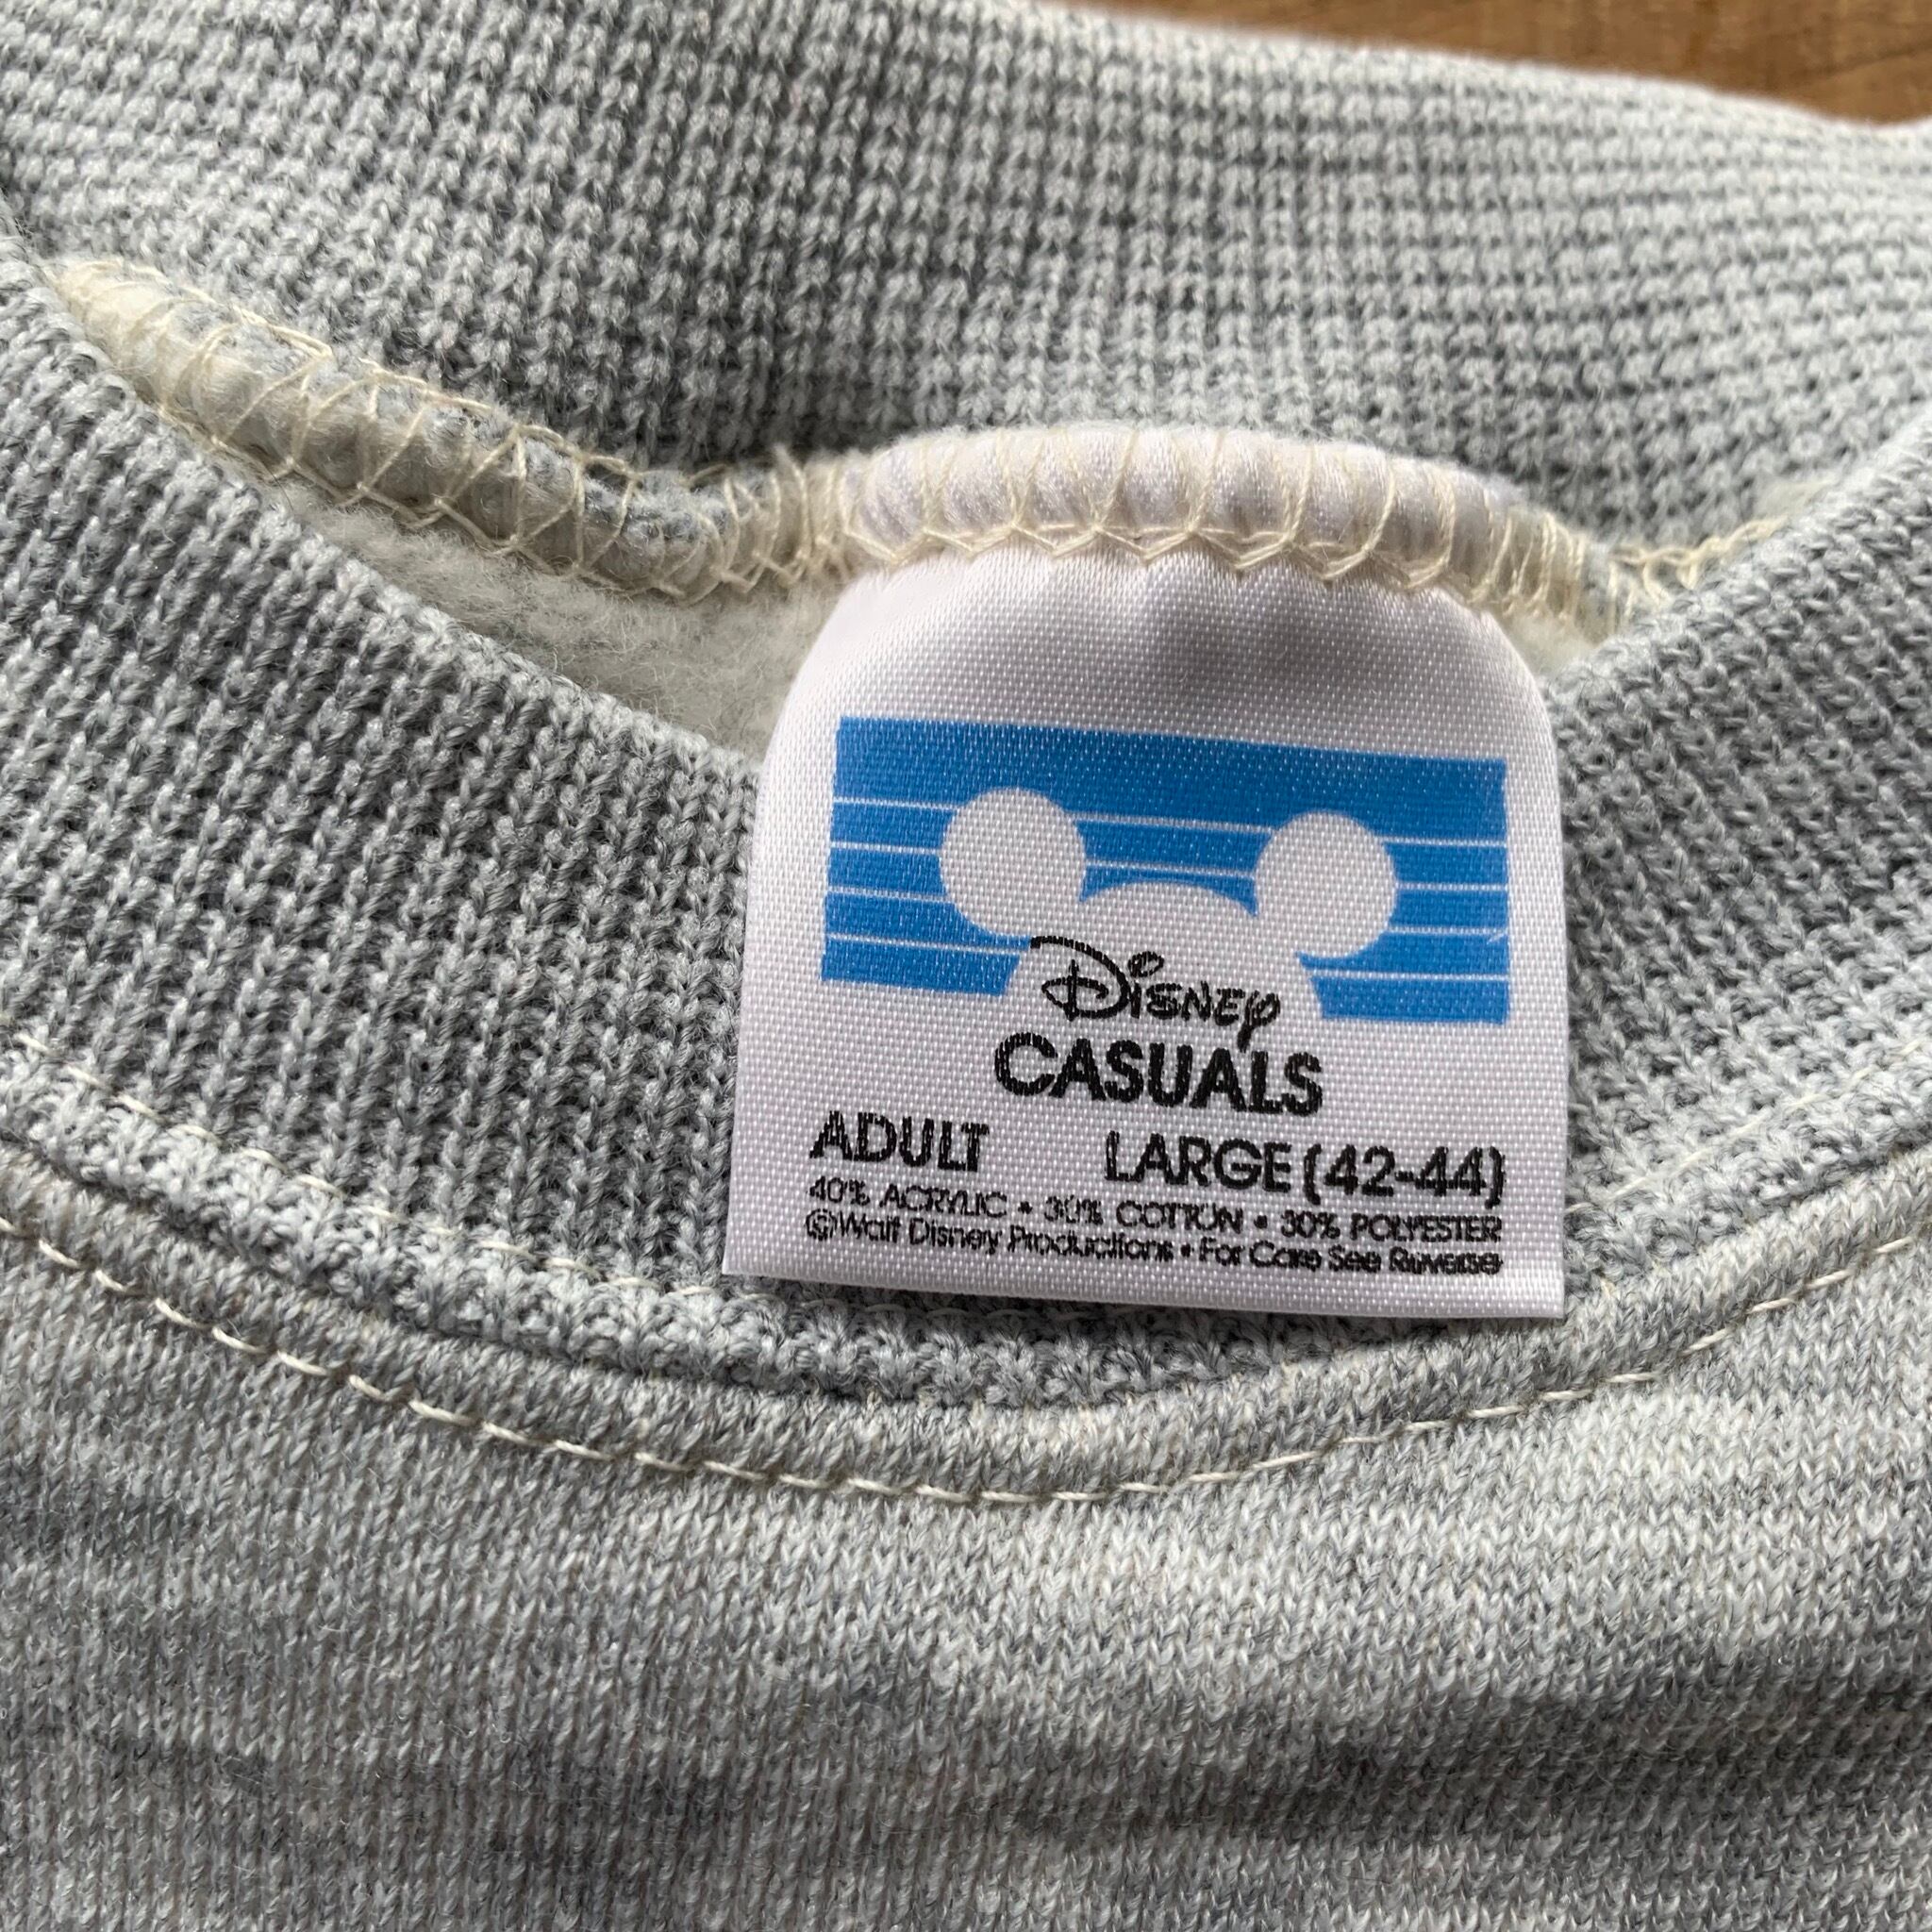 Disney
CASUALS
ADULT LARGE (42-44)
40% ACRYLIC • 30% COTTON • 30% POLYESTER
©Walt Disney Productions • For Care See Reverse